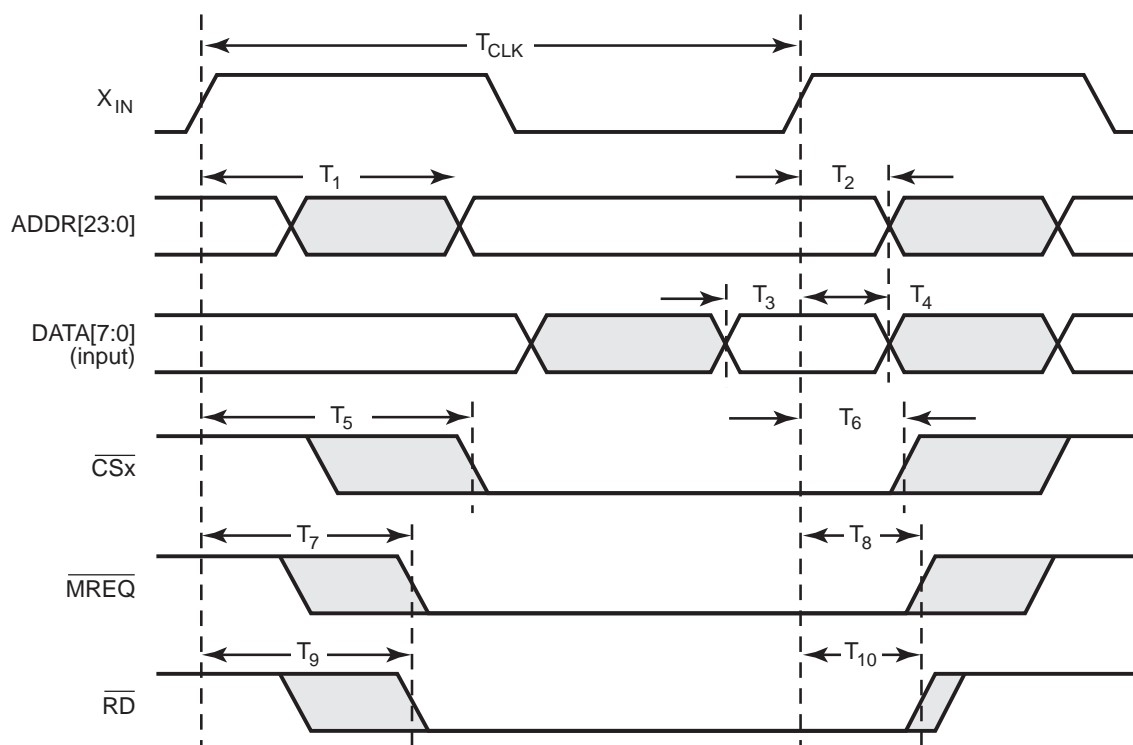 T_CLK
X_IN
T_1
T_2
ADDR[23:0]
T_3
T_4
DATA[7:0]
(input)
T_5
T_6
CSx
T_7
T_8
MREQ
T_9
T_10
RD